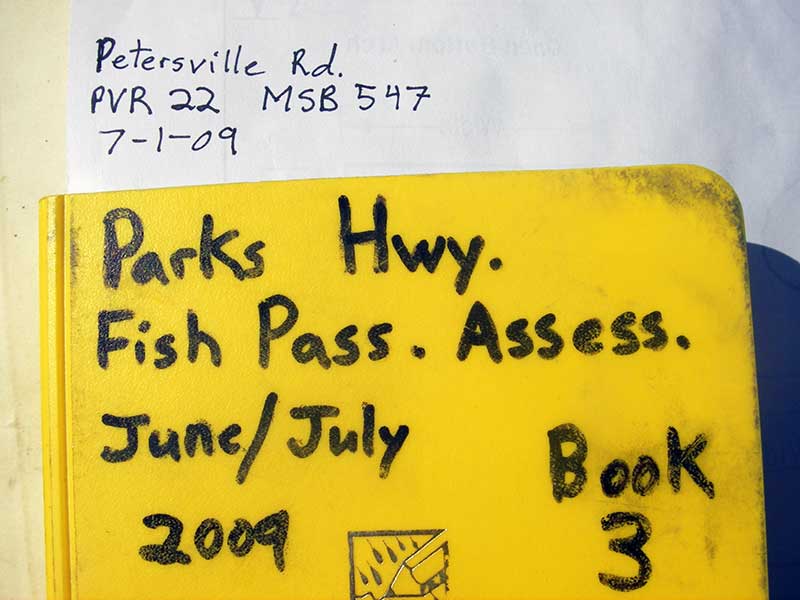 Petersville Rd.
PVR 22 MSB 547
7-1-09
Parks Hwy.
Fish Pass. Assess.
June/July
2009
Book
3